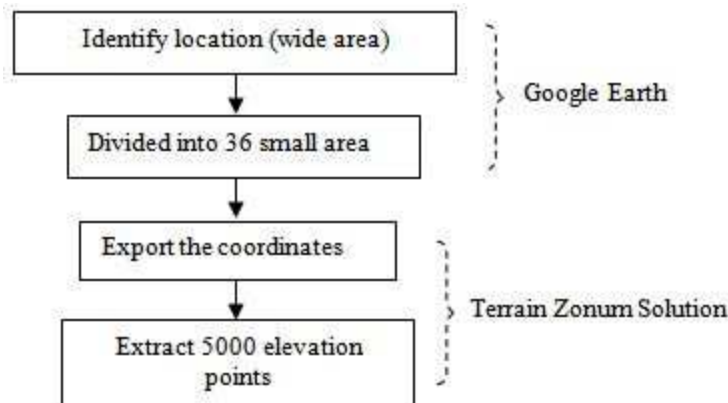 Identify location (wide area)
Google Earth
Divided into 36 small area
Export the coordinates
Terrain Zonum Solution
Extract 5000 elevation
points